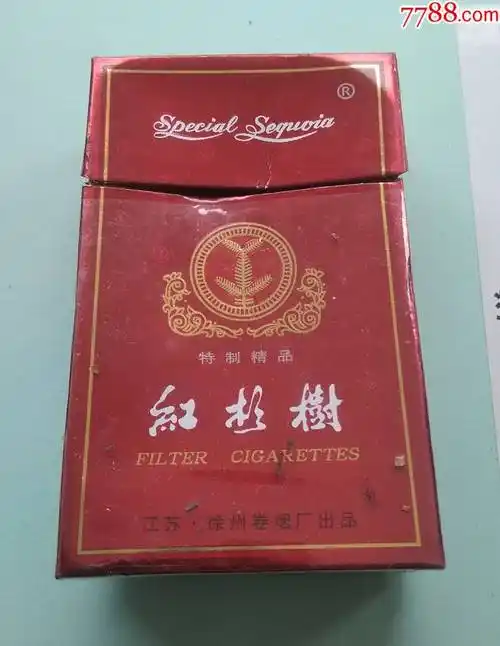 7788.com
Special Sequoia ®
特制精品
紅杉樹
FILTER CIGARETTES
江苏·徐州卷烟厂出品